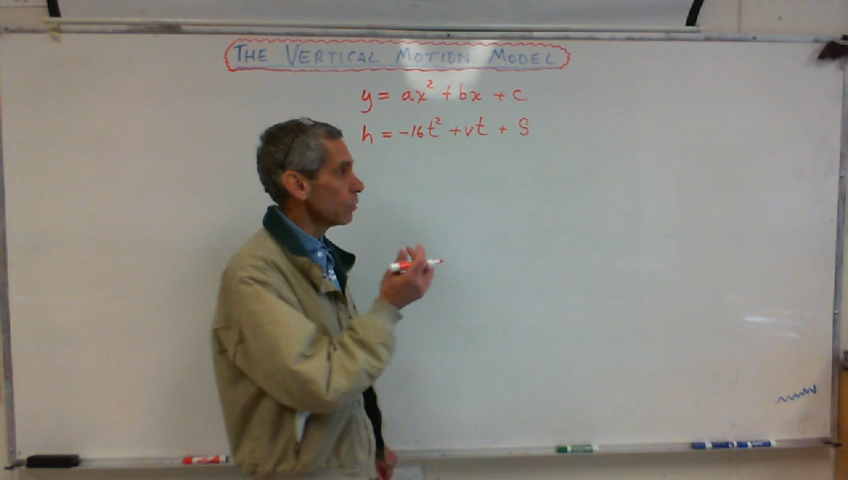 THE VERTICAL MOTION MODEL
y = ax² + bx + c
h = -16t² + vt + s